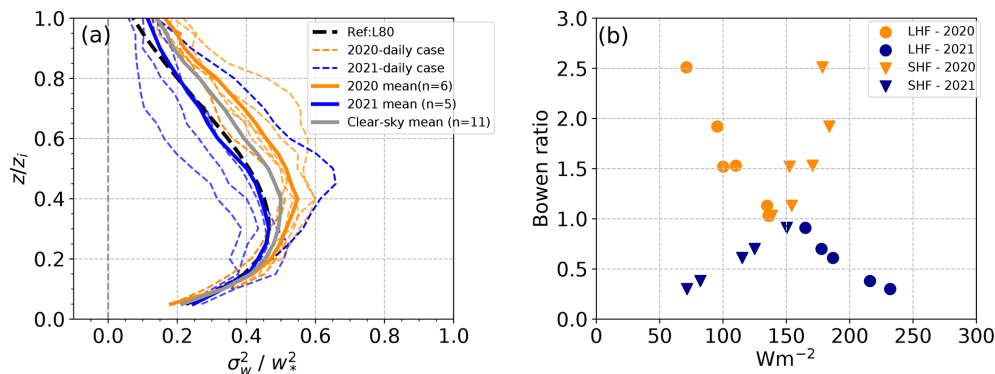 (a)
Ref:L80
2020-daily case
2021-daily case
2020 mean(n=6)
2021 mean (n=5)
Clear-sky mean (n=11)
1.0
0.8
0.6
0.4
0.2
0.0
z/z_i
0.0 0.2 0.4 0.6 0.8 1.0
σ_w^2 / w_*^2
(b)
LHF - 2020
LHF - 2021
SHF - 2020
SHF - 2021
3.0
2.5
2.0
1.5
1.0
0.5
0.0
Bowen ratio
0 50 100 150 200 250 300
Wm⁻²